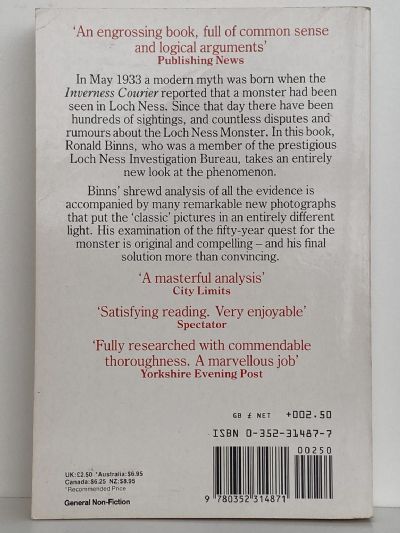 ‘An engrossing book, full of common sense
and logical arguments’
Publishing News
In May 1933 a modern myth was born when the
Inverness Courier reported that a monster had been
seen in Loch Ness. Since that day there have been
hundreds of sightings, and countless disputes and
rumours about the Loch Ness Monster. In this book,
Ronald Binns, who was a member of the prestigious
Loch Ness Investigation Bureau, takes an entirely
new look at the phenomenon.
Binns’ shrewd analysis of all the evidence is
accompanied by many remarkable new photographs
that put the ‘classic’ pictures in an entirely different
light. His examination of the fifty-year quest for the
monster is original and compelling – and his final
solution more than convincing.
‘A masterful analysis’
City Limits
‘Satisfying reading. Very enjoyable’
Spectator
‘Fully researched with commendable
thoroughness. A marvellous job’
Yorkshire Evening Post
GB £ NET +002.50
ISBN 0-352-31487-7
00250
UK: £2.50 *Australia: $6.95
Canada: $6.25 NZ: $8.95
*Recommended Price
General Non-Fiction
9 780352 314871